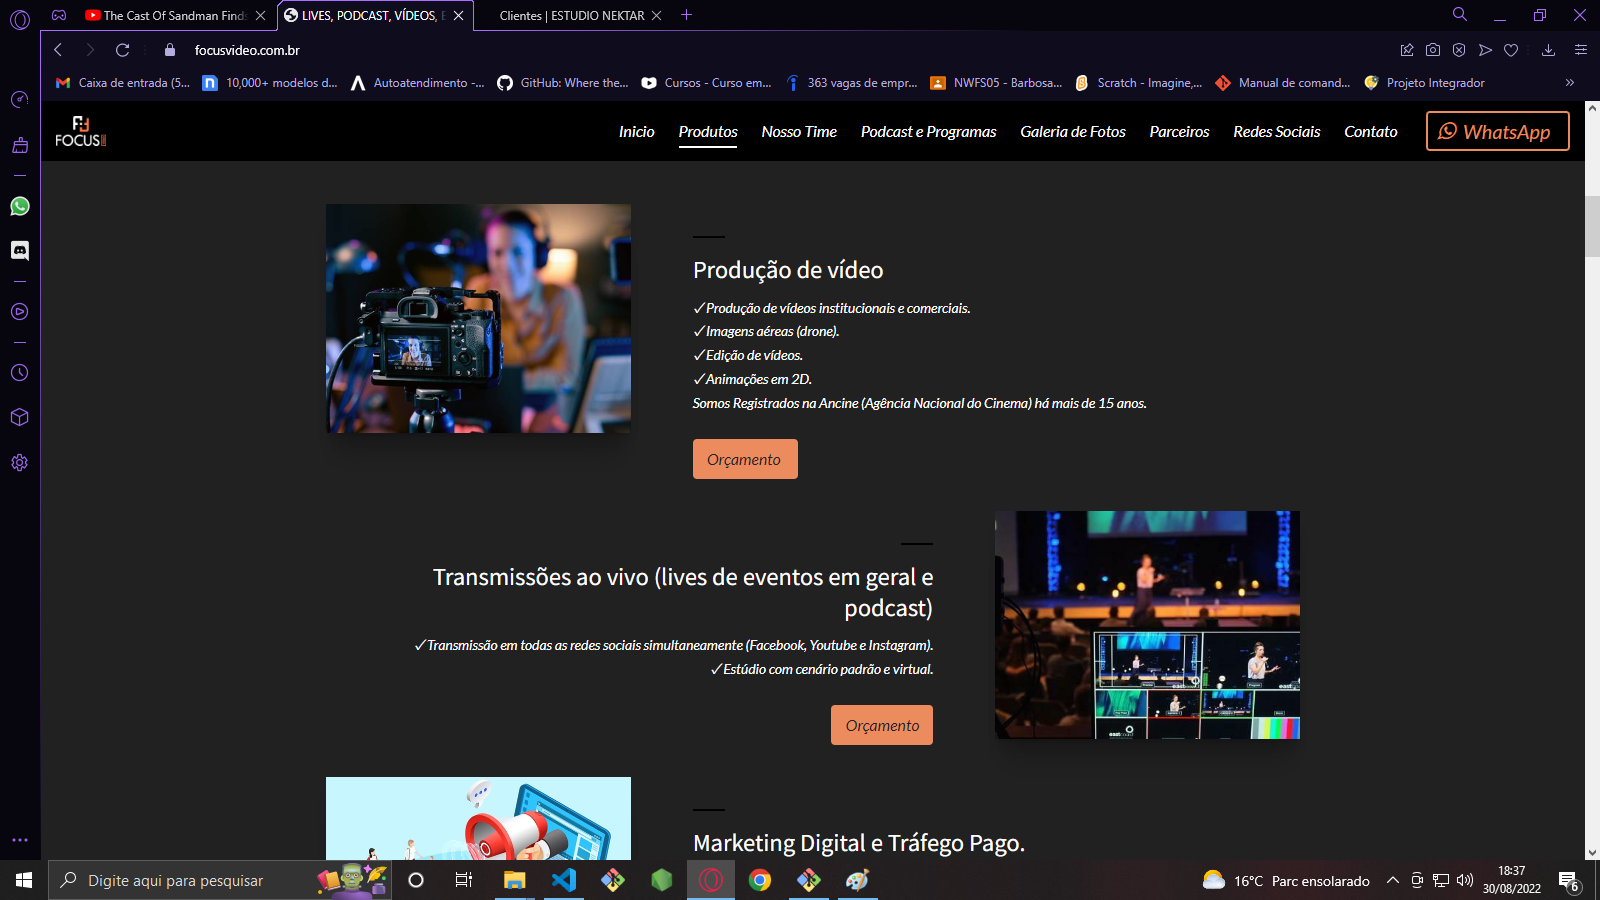 The Cast Of Sandman Finds
LIVES, PODCAST, VÍDEOS, E
Clientes | ESTUDIO NEKTAR
focusvideo.com.br
Caixa de entrada (5...
10,000+ modelos d...
Autoatendimento -...
GitHub: Where the...
Cursos - Curso em...
363 vagas de empr...
NWFS05 - Barbosa...
Scratch - Imagine,...
Manual de comand...
Projeto Integrador
FOCUS
Inicio
Produtos
Nosso Time
Podcast e Programas
Galeria de Fotos
Parceiros
Redes Sociais
Contato
WhatsApp
Produção de vídeo
✓Produção de vídeos institucionais e comerciais.
✓Imagens aéreas (drone).
✓Edição de vídeos.
✓Animações em 2D.
Somos Registrados na Ancine (Agência Nacional do Cinema) há mais de 15 anos.
Orçamento
Transmissões ao vivo (lives de eventos em geral e
podcast)
✓Transmissão em todas as redes sociais simultaneamente (Facebook, Youtube e Instagram).
✓Estúdio com cenário padrão e virtual.
Orçamento
Marketing Digital e Tráfego Pago.
Digite aqui para pesquisar
16°C Parc ensolarado
18:37
30/08/2022
6